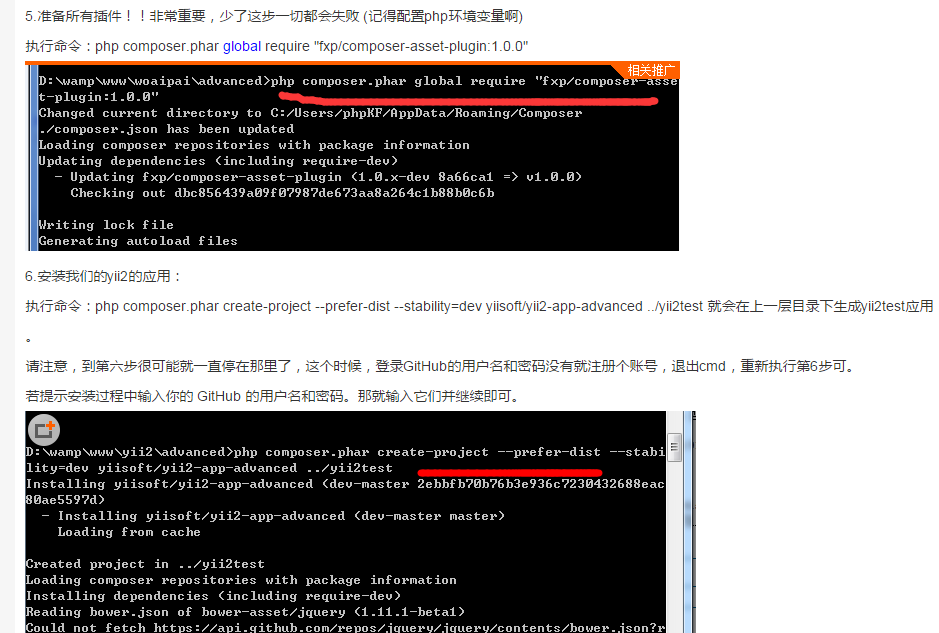 5.准备所有插件！！非常重要，少了这步一切都会失败 (记得配置php环境变量啊)
执行命令：php composer.phar global require "fxp/composer-asset-plugin:1.0.0"
相关推广
D:\wamp\www\woaipai\advanced>php composer.phar global require "fxp/composer-asse
t-plugin:1.0.0"
Changed current directory to C:/Users/phpKF/AppData/Roaming/Composer
./composer.json has been updated
Loading composer repositories with package information
Updating dependencies (including require-dev)
- Updating fxp/composer-asset-plugin (1.0.x-dev 8a66ca1 => v1.0.0)
Checking out dbc856439a09f07987de673aa8a264c1b88b0c6b
Writing lock file
Generating autoload files
6.安装我们的yii2的应用：
执行命令：php composer.phar create-project --prefer-dist --stability=dev yiisoft/yii2-app-advanced ../yii2test 就会在上一层目录下生成yii2test应用
。
请注意，到第六步很可能就一直停在那里了，这个时候，登录GitHub的用户名和密码没有就注册个账号，退出cmd，重新执行第6步可。
若提示安装过程中输入你的 GitHub 的用户名和密码。那就输入它们并继续即可。
D:\wamp\www\yii2\advanced>php composer.phar create-project --prefer-dist --stabi
lity=dev yiisoft/yii2-app-advanced ../yii2test
Installing yiisoft/yii2-app-advanced (dev-master 2ebbfb70b76b3e936c7230432688eac
80ae5597d)
- Installing yiisoft/yii2-app-advanced (dev-master master)
Loading from cache
Created project in ../yii2test
Loading composer repositories with package information
Installing dependencies (including require-dev)
Reading bower.json of bower-asset/jquery (1.11.1-beta1)
Could not fetch https://api.github.com/repos/jquery/jquery/contents/bower.json?r